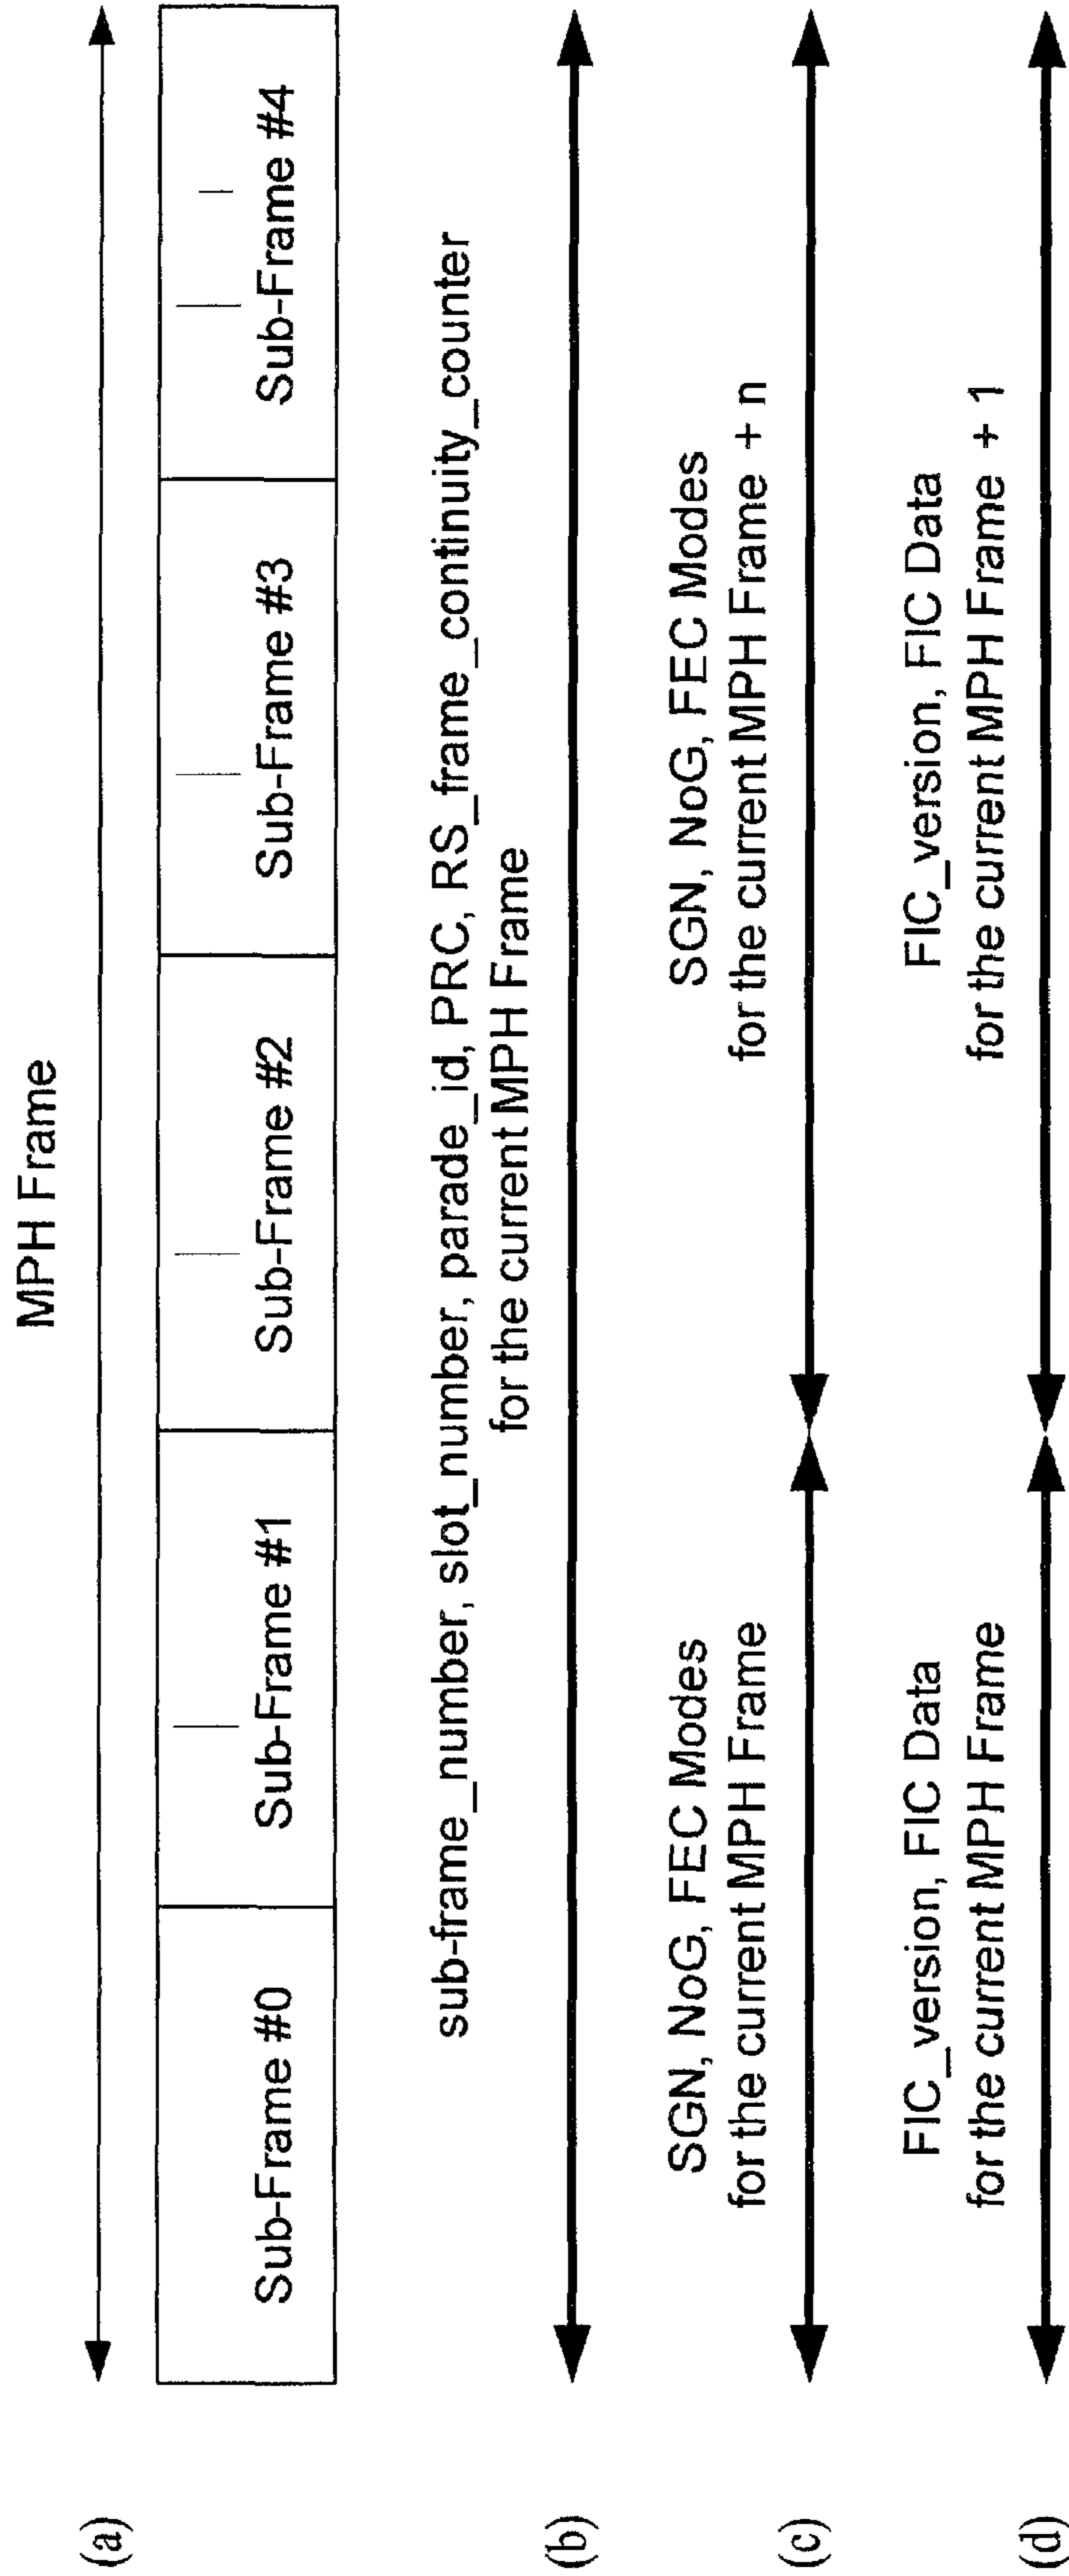 MPH Frame
(a)
Sub-Frame #0
Sub-Frame #1
Sub-Frame #2
Sub-Frame #3
Sub-Frame #4
sub-frame_number, slot_number, parade_id, PRC, RS_frame_continuity_counter
for the current MPH Frame
(b)
SGN, NoG, FEC Modes
for the current MPH Frame
SGN, NoG, FEC Modes
for the current MPH Frame + n
(c)
FIC_version, FIC Data
for the current MPH Frame
FIC_version, FIC Data
for the current MPH Frame + 1
(d)